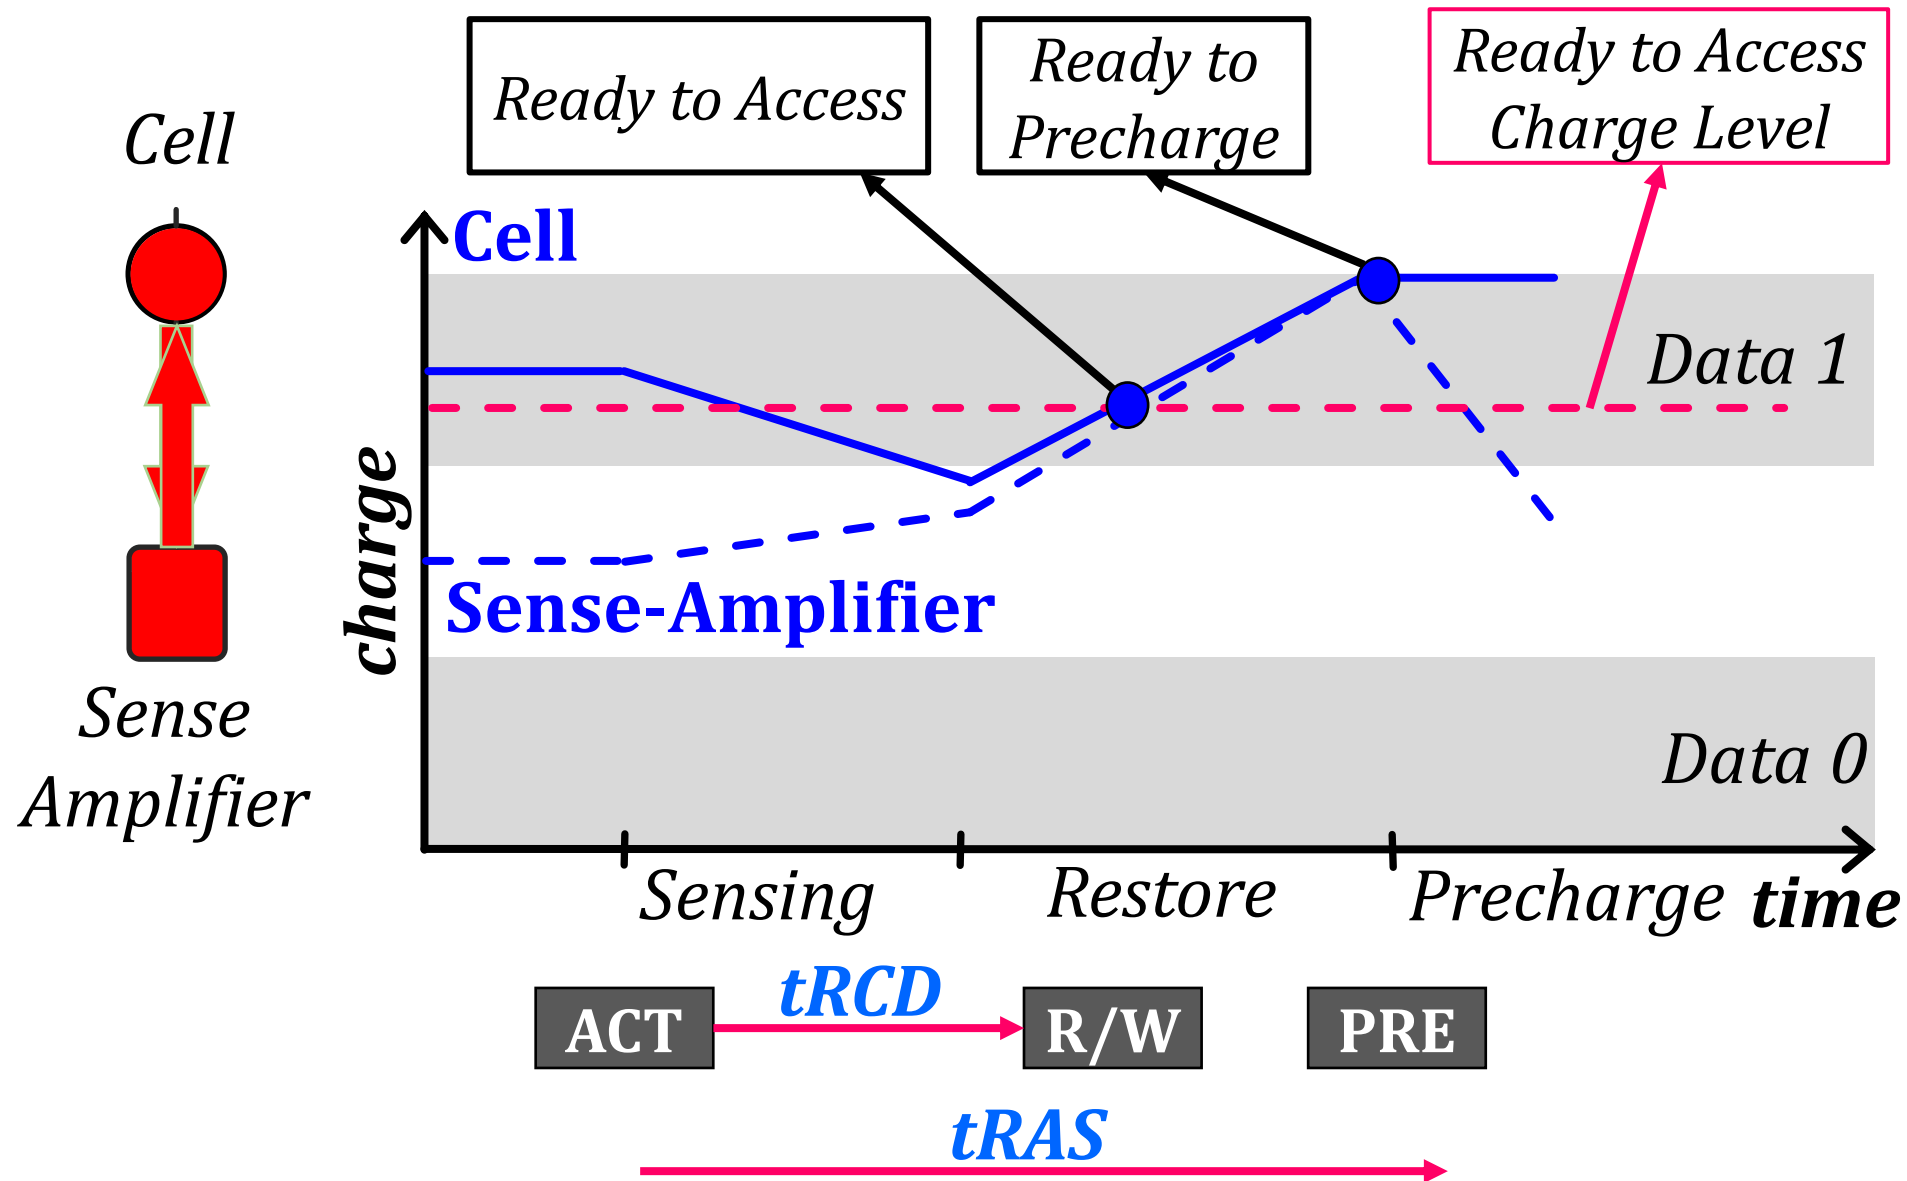 Ready to Access
Ready to
Precharge
Ready to Access
Charge Level
Cell
Cell
Data 1
charge
Sense-Amplifier
Sense
Amplifier
Data 0
Sensing
Restore
Precharge
time
tRCD
ACT
R/W
PRE
tRAS